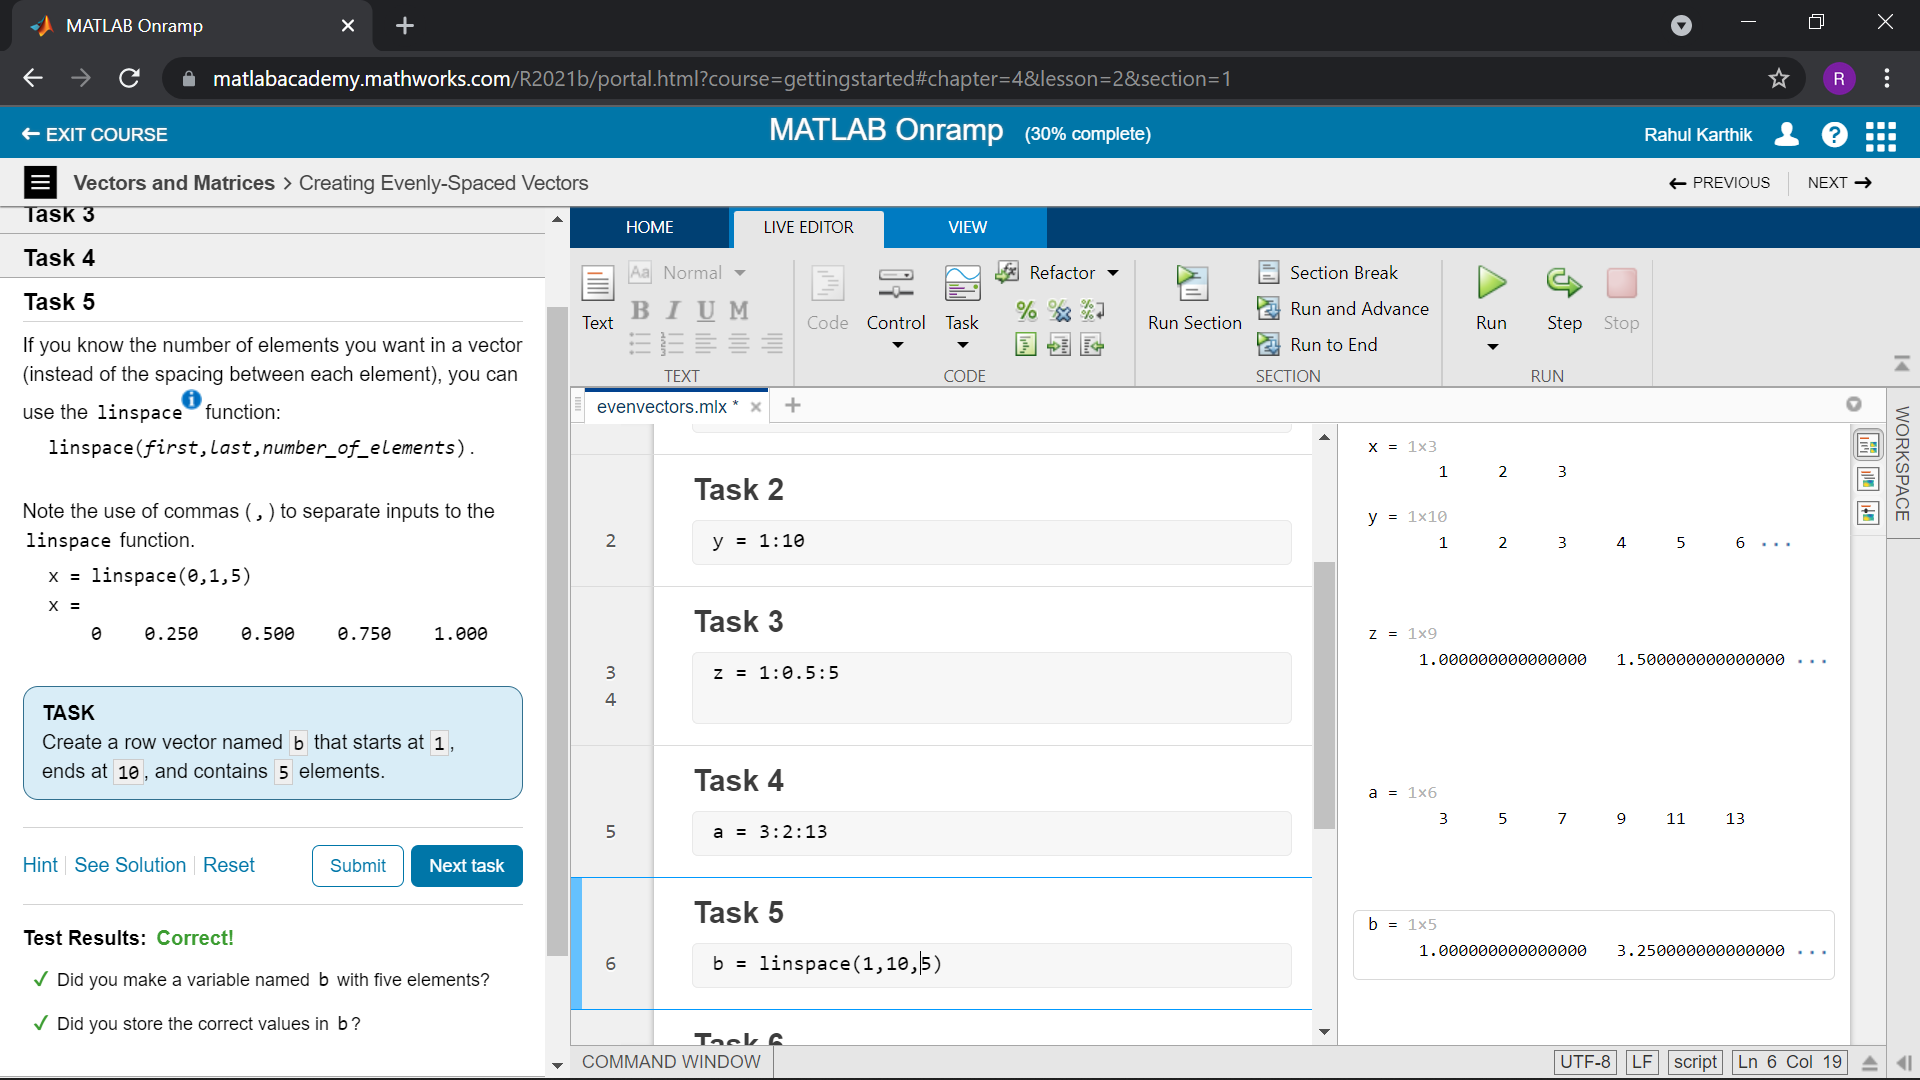 MATLAB Onramp
matlabacademy.mathworks.com/R2021b/portal.html?course=gettingstarted#chapter=4&lesson=2&section=1
R
EXIT COURSE
MATLAB Onramp (30% complete)
Rahul Karthik
Vectors and Matrices > Creating Evenly-Spaced Vectors
PREVIOUS
NEXT
Task 3
Task 4
Task 5
If you know the number of elements you want in a vector
(instead of the spacing between each element), you can
use the linspace function:
linspace(first,last,number_of_elements).
Note the use of commas (,) to separate inputs to the
linspace function.
x = linspace(0,1,5)
x =
0 0.250 0.500 0.750 1.000
TASK
Create a row vector named b that starts at 1,
ends at 10, and contains 5 elements.
Hint See Solution Reset
Submit
Next task
Test Results: Correct!
✓ Did you make a variable named b with five elements?
✓ Did you store the correct values in b?
HOME
LIVE EDITOR
VIEW
Text
Aa Normal
B I U M
TEXT
Code
Control
Task
Refactor
CODE
Run Section
Section Break
Run and Advance
Run to End
SECTION
Run
Step
Stop
RUN
evenvectors.mlx *
Task 2
2
y = 1:10
Task 3
3
z = 1:0.5:5
4
Task 4
5
a = 3:2:13
Task 5
6
b = linspace(1,10,5)
Task 6
x = 1×3
1 2 3
y = 1×10
1 2 3 4 5 6 ...
z = 1×9
1.000000000000000 1.500000000000000 ...
a = 1×6
3 5 7 9 11 13
b = 1×5
1.000000000000000 3.250000000000000 ...
WORKSPACE
COMMAND WINDOW
UTF-8
LF
script
Ln 6 Col 19